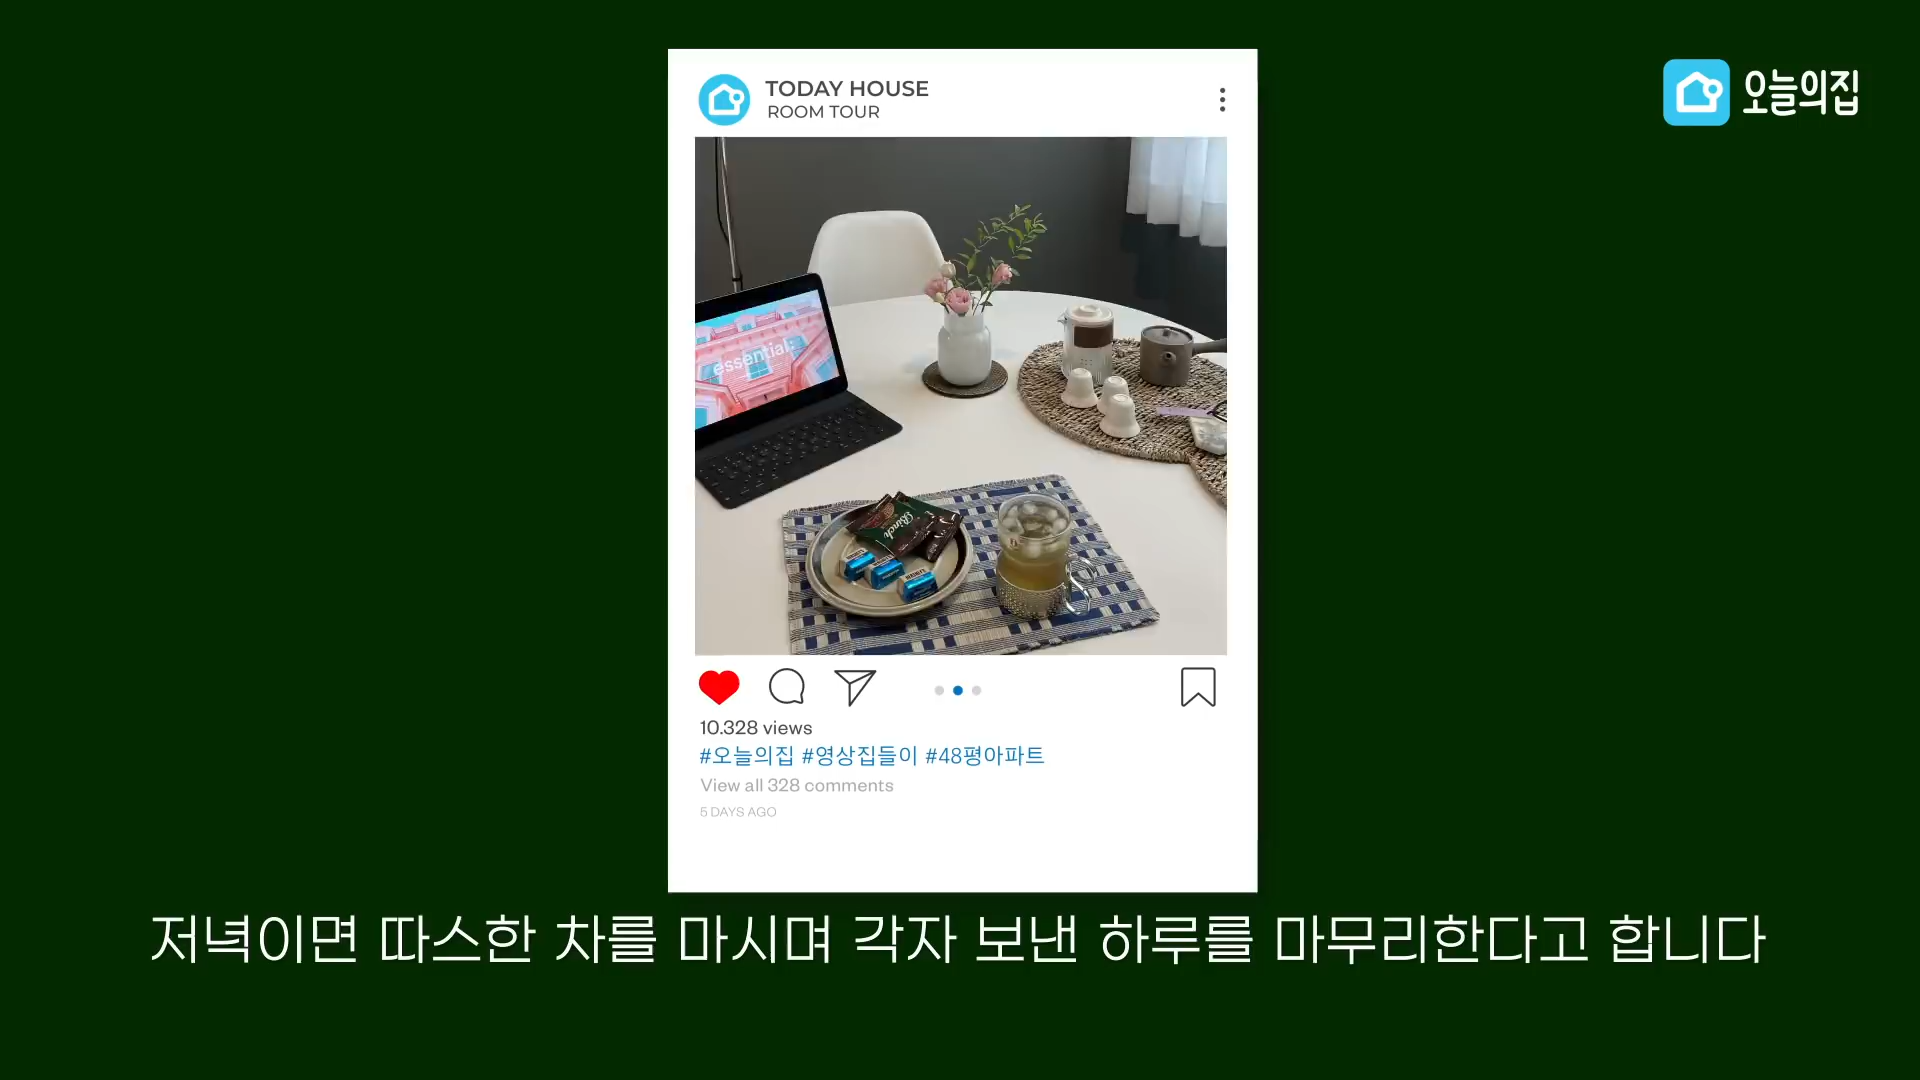 TODAY HOUSE
ROOM TOUR
오늘의집
essential;
Binch
HERSHEY'S
10.328 views
#오늘의집 #영상집들이 #48평아파트
View all 328 comments
5 DAYS AGO
저녁이면 따스한 차를 마시며 각자 보낸 하루를 마무리한다고 합니다